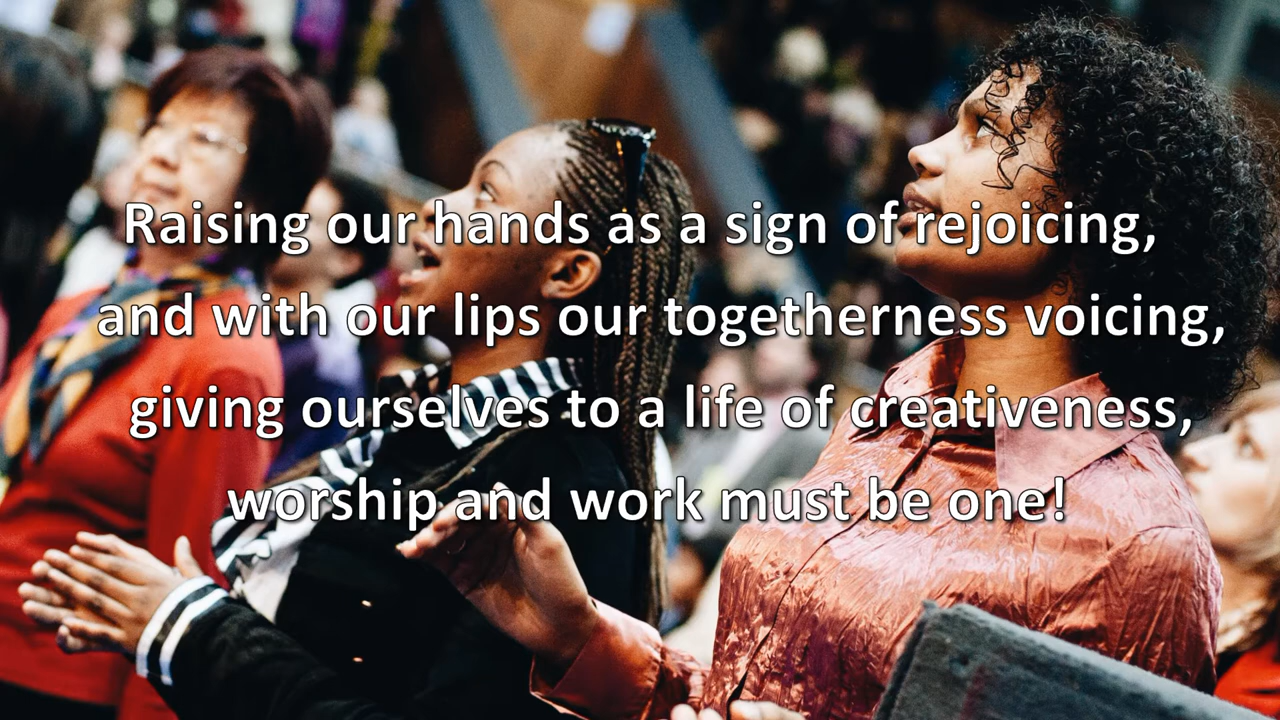 Raising our hands as a sign of rejoicing,
and with our lips our togetherness voicing,
giving ourselves to a life of creativeness,
worship and work must be one!